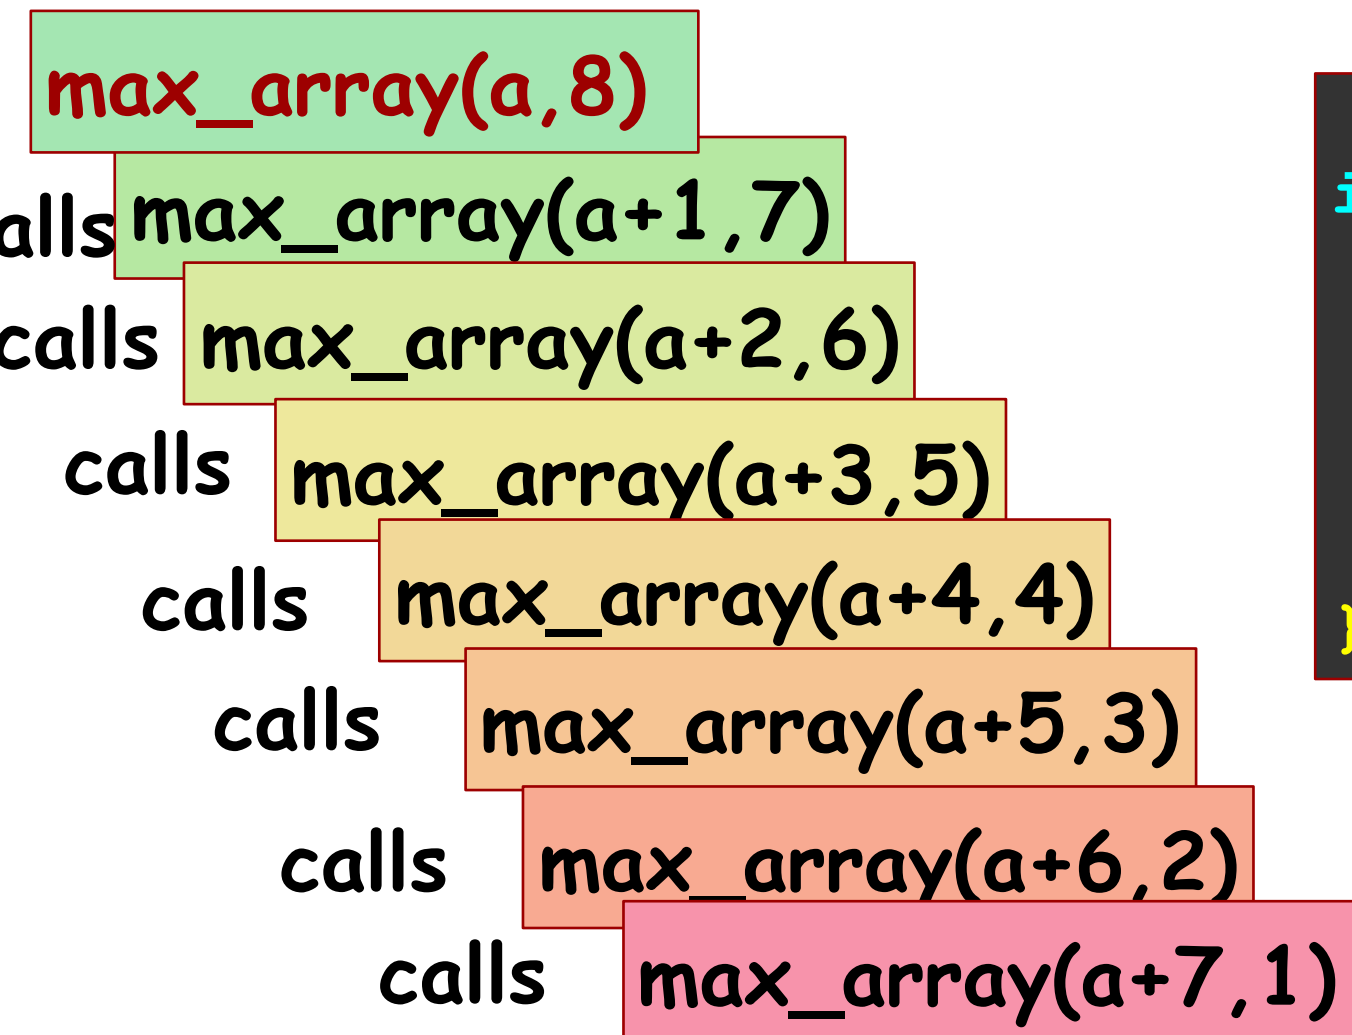 max_array(a,8)
alls max_array(a+1,7)
calls max_array(a+2,6)
calls max_array(a+3,5)
calls max_array(a+4,4)
calls max_array(a+5,3)
calls max_array(a+6,2)
calls max_array(a+7,1)
i
}